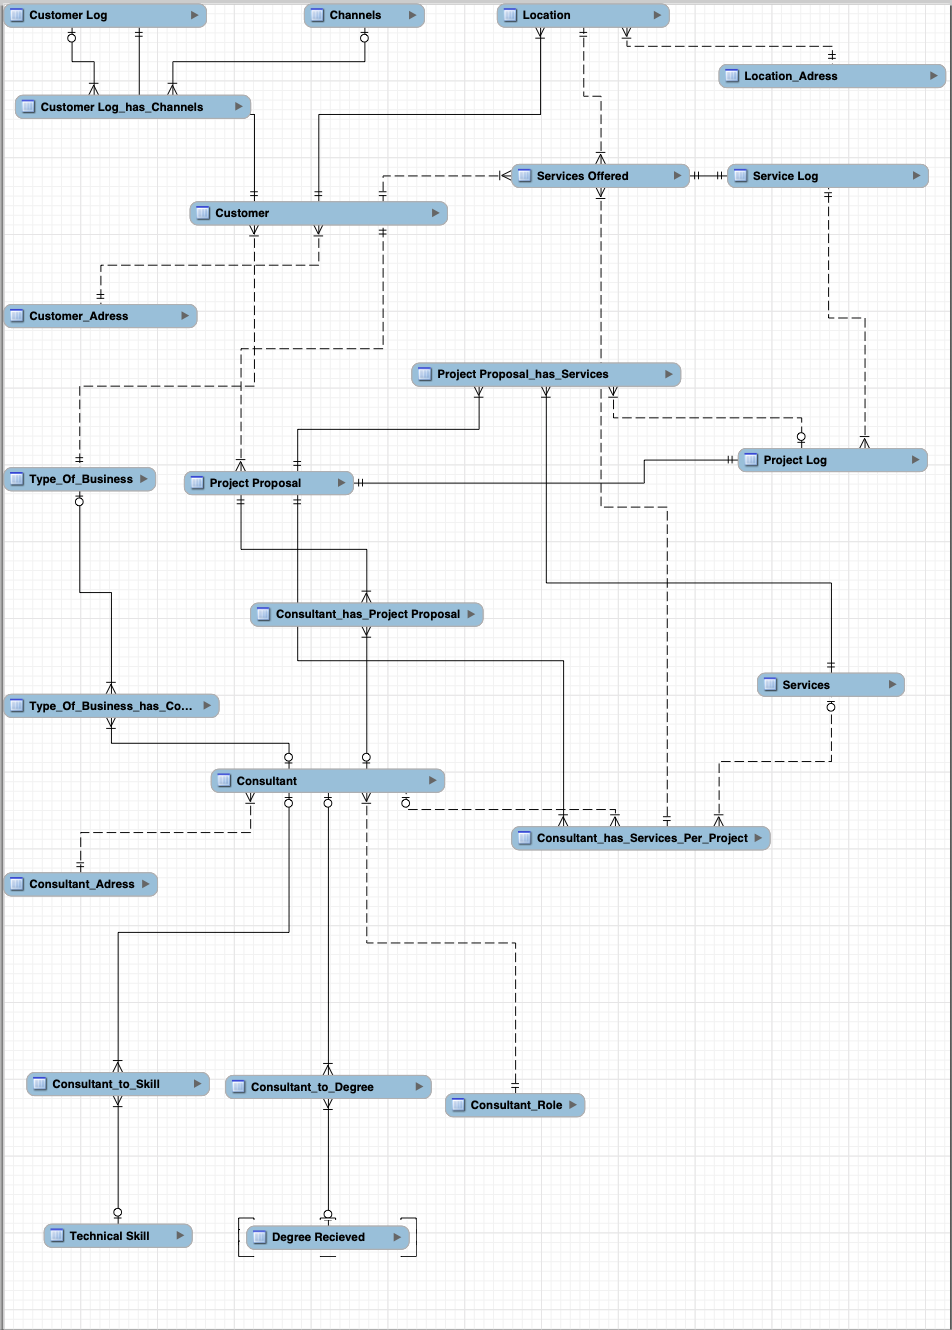 Customer Log
Channels
Location
Location_Adress
Customer Log_has_Channels
Services Offered
Service Log
Customer
Customer_Adress
Project Proposal_has_Services
Project Log
Type_Of_Business
Project Proposal
Consultant_has_Project Proposal
Services
Type_Of_Business_has_Co...
Consultant
Consultant_has_Services_Per_Project
Consultant_Adress
Consultant_to_Skill
Consultant_to_Degree
Consultant_Role
Technical Skill
Degree Recieved